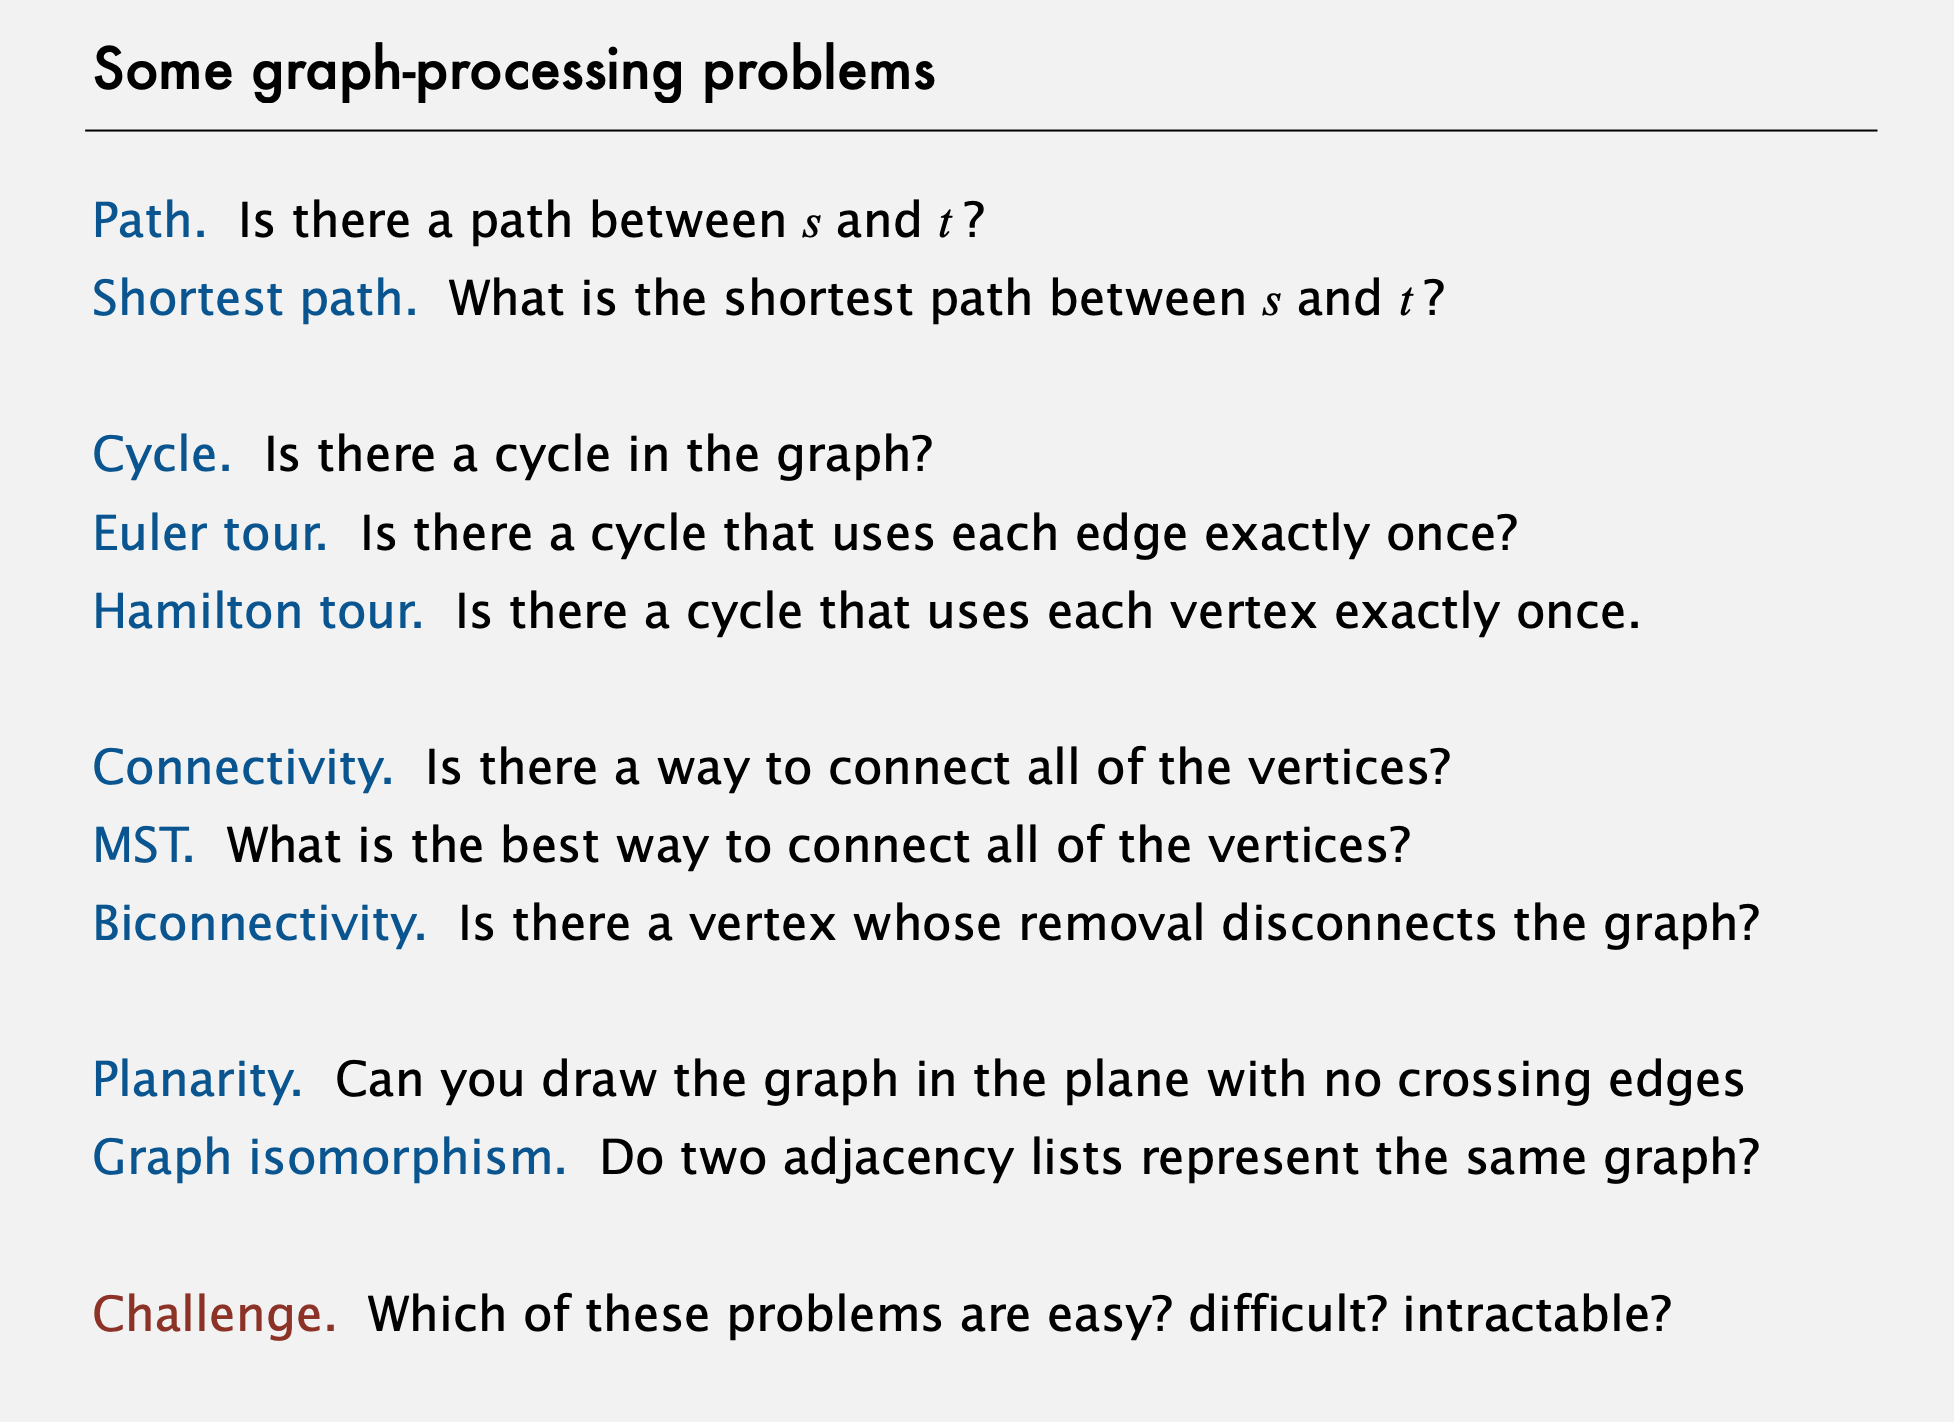 Some graph-processing problems
Path. Is there a path between s and t ?
Shortest path. What is the shortest path between s and t ?
Cycle. Is there a cycle in the graph?
Euler tour. Is there a cycle that uses each edge exactly once?
Hamilton tour. Is there a cycle that uses each vertex exactly once.
Connectivity. Is there a way to connect all of the vertices?
MST. What is the best way to connect all of the vertices?
Biconnectivity. Is there a vertex whose removal disconnects the graph?
Planarity. Can you draw the graph in the plane with no crossing edges
Graph isomorphism. Do two adjacency lists represent the same graph?
Challenge. Which of these problems are easy? difficult? intractable?